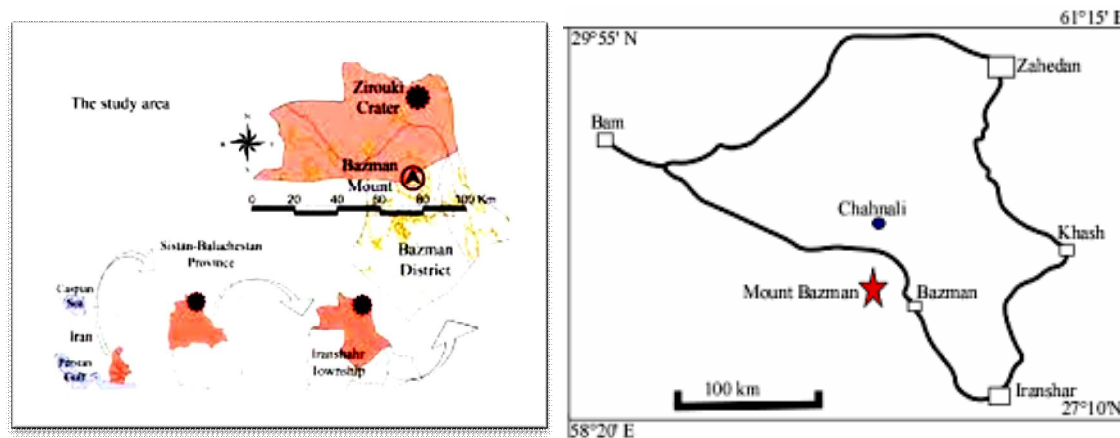 The study area
Zirouki
Crater
N
Bazman
Mount
0 20 40 60 80 100 Km
Sistan-Baluchestan
Province
Bazman
District
Caspian
Sea
Iran
Persian
Gulf
Iranshahr
Township
61°15' E
29°55' N
Zahedan
Bam
Chahnali
Khash
Mount Bazman
Bazman
100 km
Iranshar
27°10'N
58°20' E